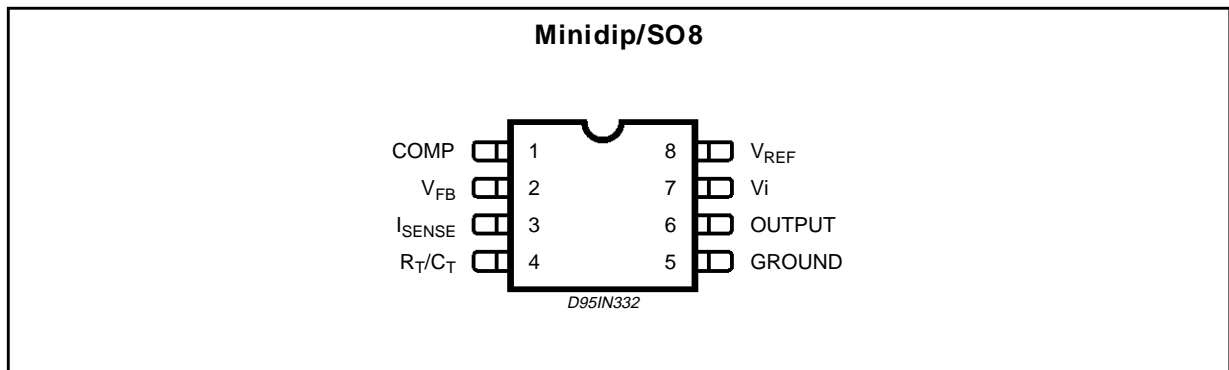 Minidip/SO8
COMP 1 8 VREF
VFB 2 7 Vi
ISENSE 3 6 OUTPUT
RT/CT 4 5 GROUND
D95IN332